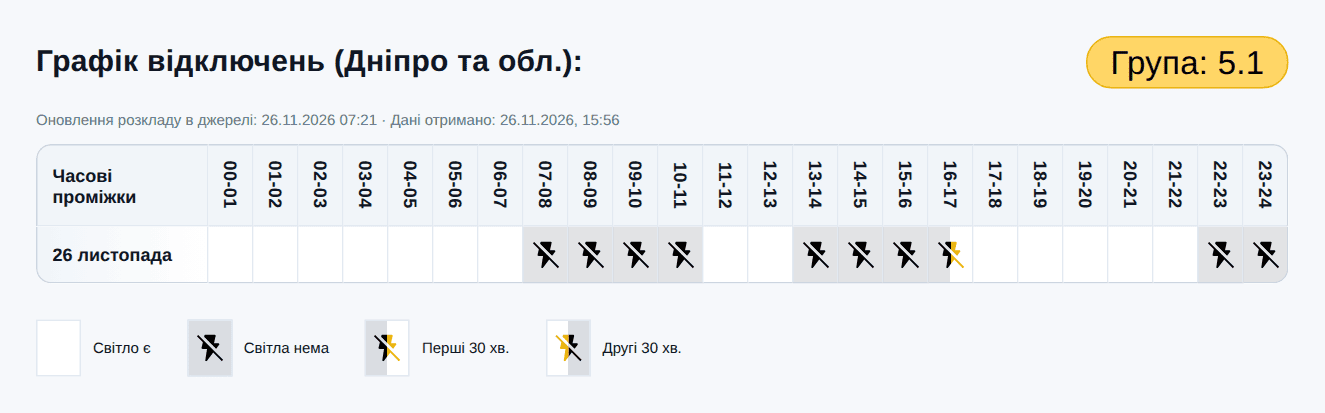 Графік відключень (Дніпро та обл.):
Група: 5.1
Оновлення розкладу в джерелі: 26.11.2026 07:21 · Дані отримано: 26.11.2026, 15:56
Часові
проміжки
00-01
01-02
02-03
03-04
04-05
05-06
06-07
07-08
08-09
09-10
10-11
11-12
12-13
13-14
14-15
15-16
16-17
17-18
18-19
19-20
20-21
21-22
22-23
23-24
26 листопада
Світло є
Світла нема
Перші 30 хв.
Другі 30 хв.